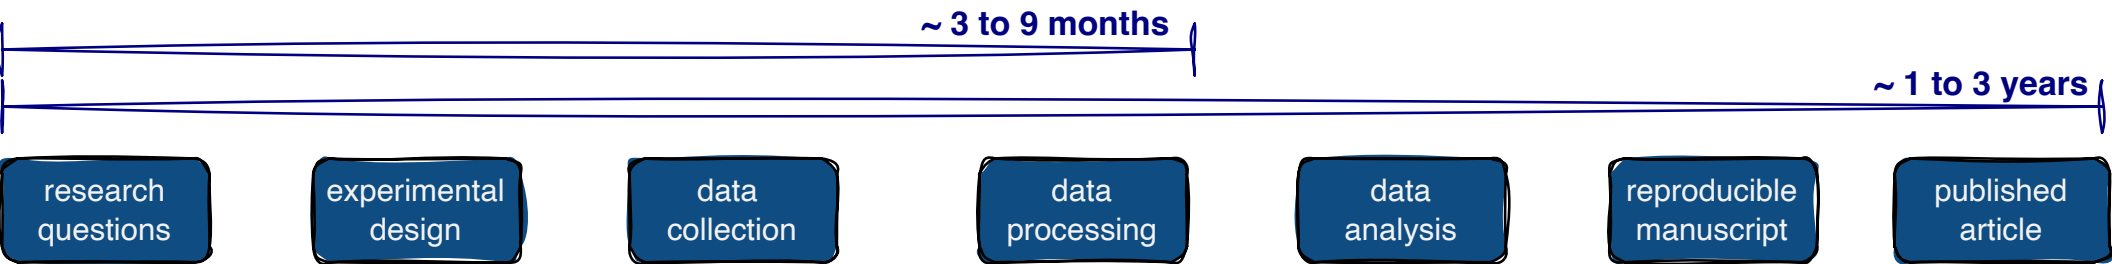 ~ 3 to 9 months
~ 1 to 3 years
research
questions
experimental
design
data
collection
data
processing
data
analysis
reproducible
manuscript
published
article